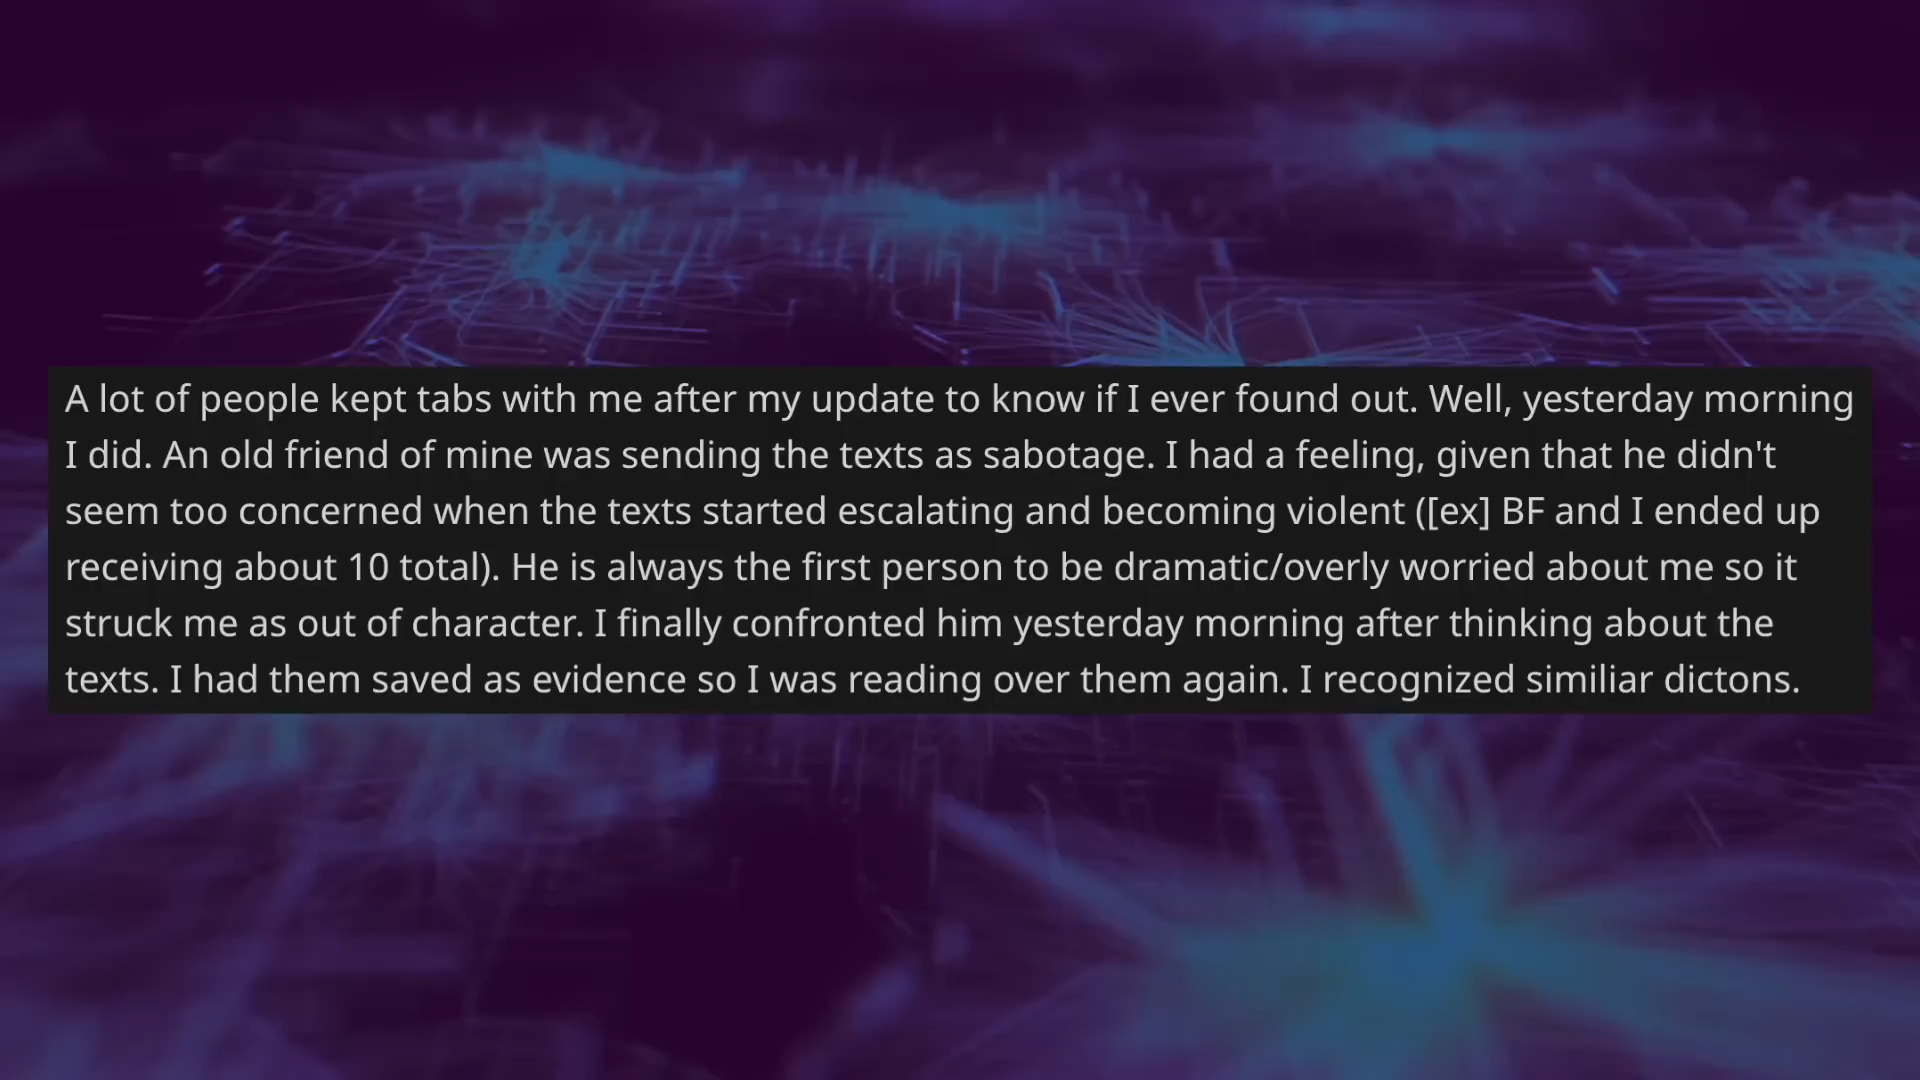 A lot of people kept tabs with me after my update to know if I ever found out. Well, yesterday morning
I did. An old friend of mine was sending the texts as sabotage. I had a feeling, given that he didn't
seem too concerned when the texts started escalating and becoming violent ([ex] BF and I ended up
receiving about 10 total). He is always the first person to be dramatic/overly worried about me so it
struck me as out of character. I finally confronted him yesterday morning after thinking about the
texts. I had them saved as evidence so I was reading over them again. I recognized similiar dictons.